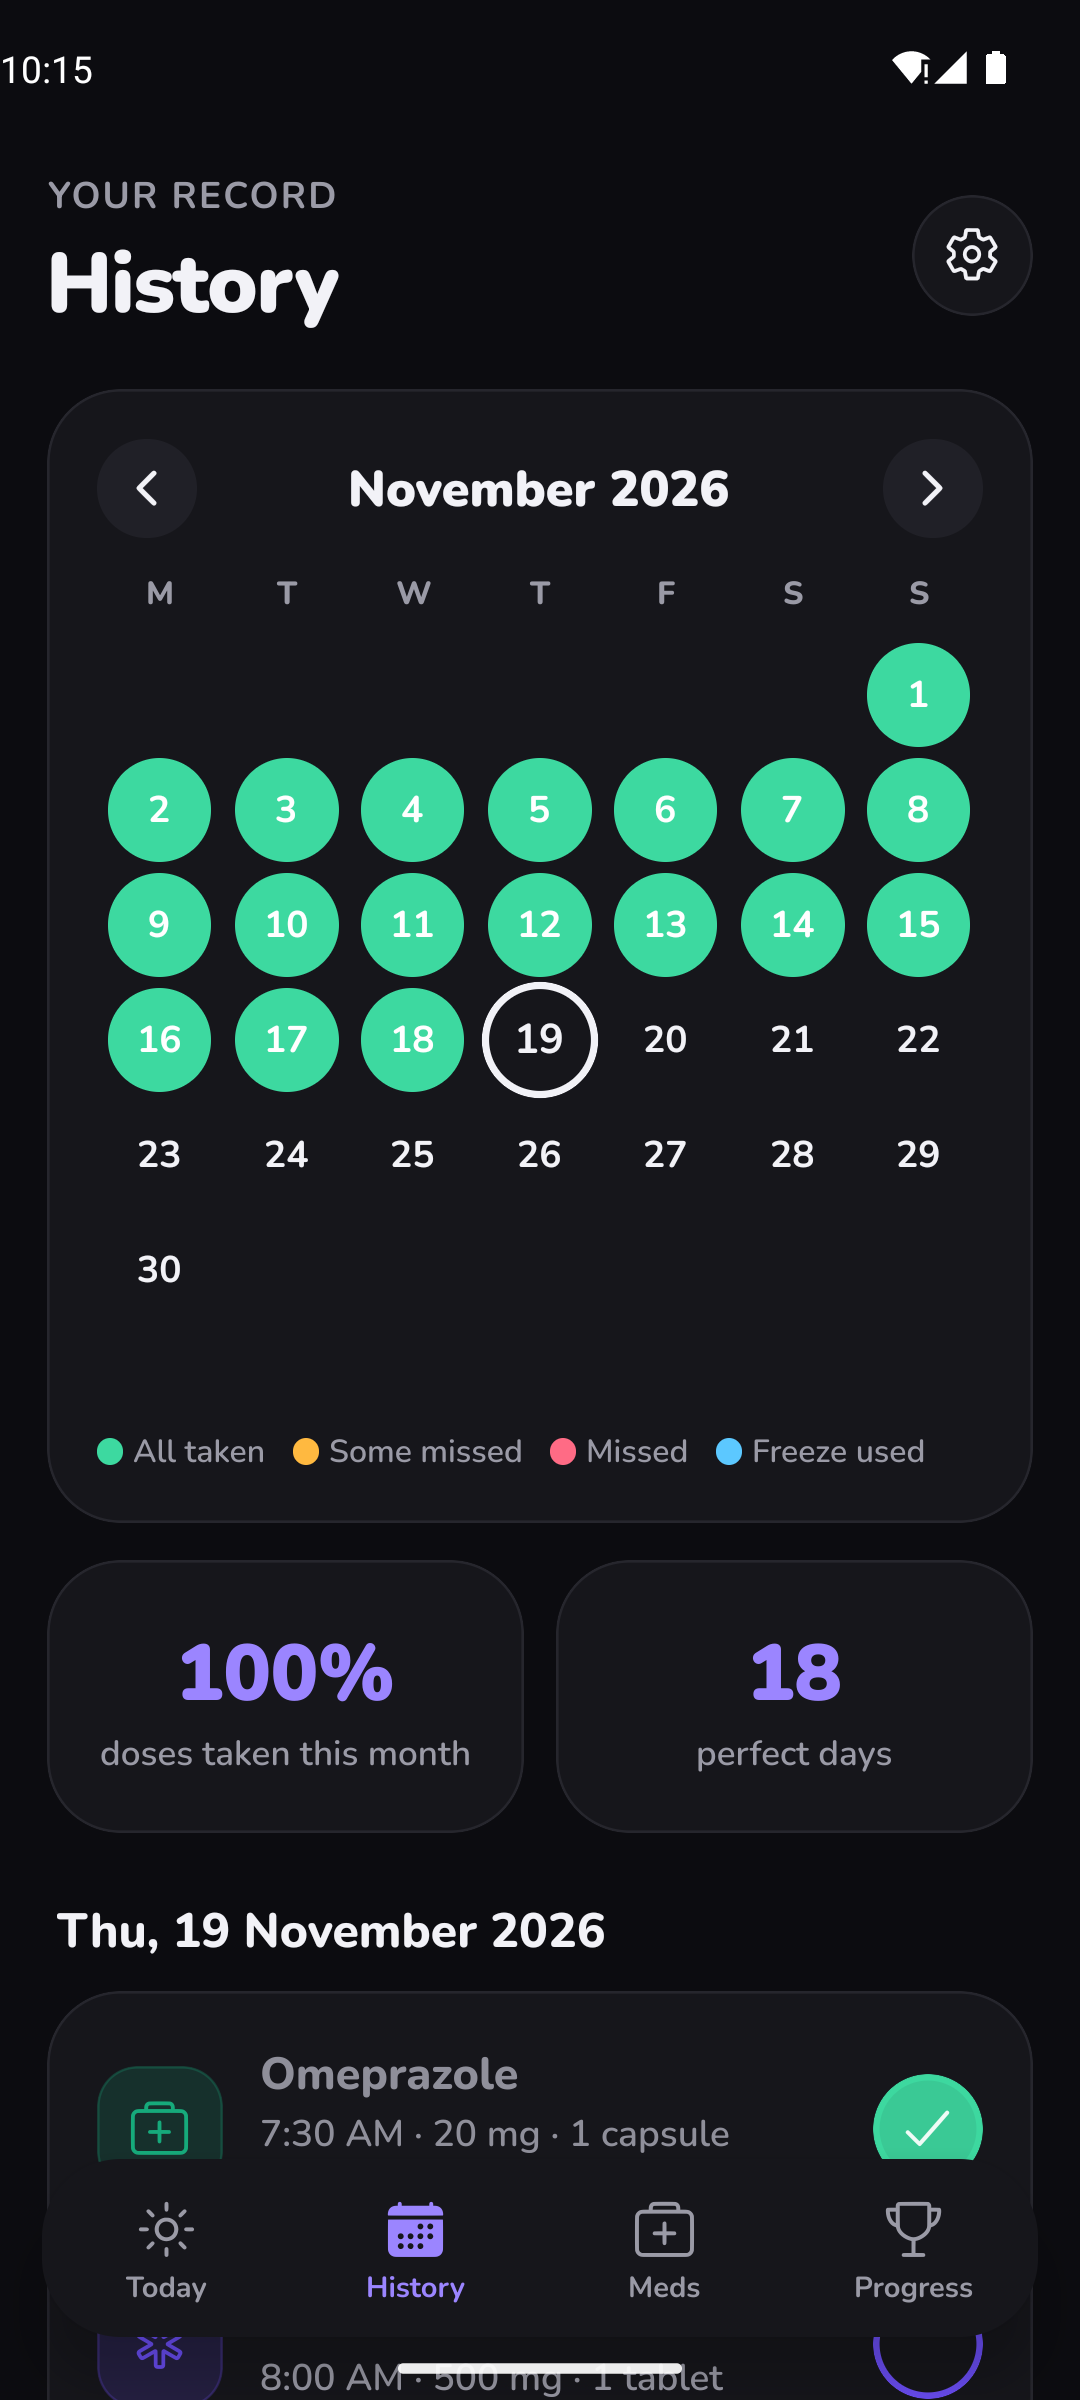 10:15
YOUR RECORD
History
November 2026
M T W T F S S
1
2 3 4 5 6 7 8
9 10 11 12 13 14 15
16 17 18 19 20 21 22
23 24 25 26 27 28 29
30
All taken Some missed Missed Freeze used
100%
doses taken this month
18
perfect days
Thu, 19 November 2026
Omeprazole
7:30 AM · 20 mg · 1 capsule
Today History Meds Progress
8:00 AM · 500 mg · 1 tablet